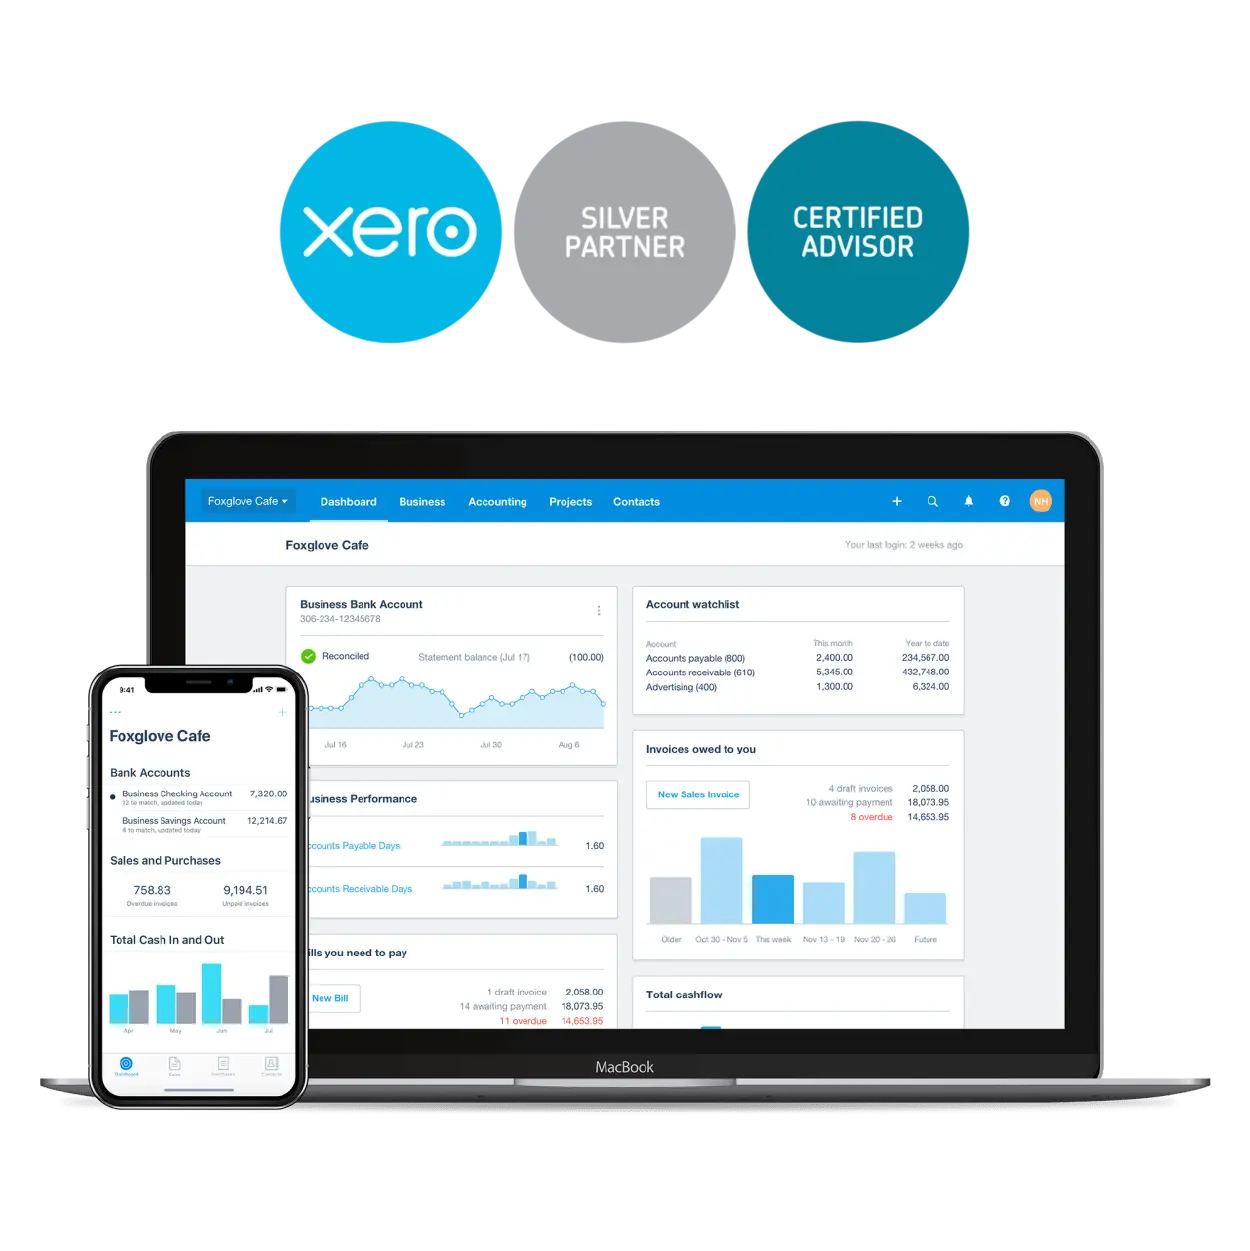 xero
SILVER
PARTNER
CERTIFIED
ADVISOR
Foxglove Cafe
Dashboard
Business
Accounting
Projects
Contacts
NH
Foxglove Cafe
Your last login: 2 weeks ago
Business Bank Account
306-234-12345678
Reconciled
Statement balance (Jul 17)
(100.00)
Jul 16
Jul 23
Jul 30
Aug 6
usiness Performance
ccounts Payable Days
1.60
ccounts Receivable Days
1.60
ills you need to pay
New Bill
1 draft invoice 2,058.00
14 awaiting payment 18,073.95
11 overdue 14,653.95
Account watchlist
Account This month Year to date
Accounts payable (800) 2,400.00 234,567.00
Accounts receivable (610) 5,345.00 432,748.00
Advertising (400) 1,300.00 6,324.00
Invoices owed to you
New Sales Invoice
4 draft invoices 2,058.00
10 awaiting payment 18,073.95
8 overdue 14,653.95
Older
Oct 30 - Nov 5
This week
Nov 13 - 19
Nov 20 - 26
Future
Total cashflow
MacBook
9:41
Foxglove Cafe
Bank Accounts
Business Checking Account 7,320.00
12 to match, updated today
Business Savings Account 12,214.67
4 to match, updated today
Sales and Purchases
758.83 9,194.51
Overdue invoices Unpaid invoices
Total Cash In and Out
Apr
May
Jun
Jul
Dashboard
Sales
Purchases
Contacts